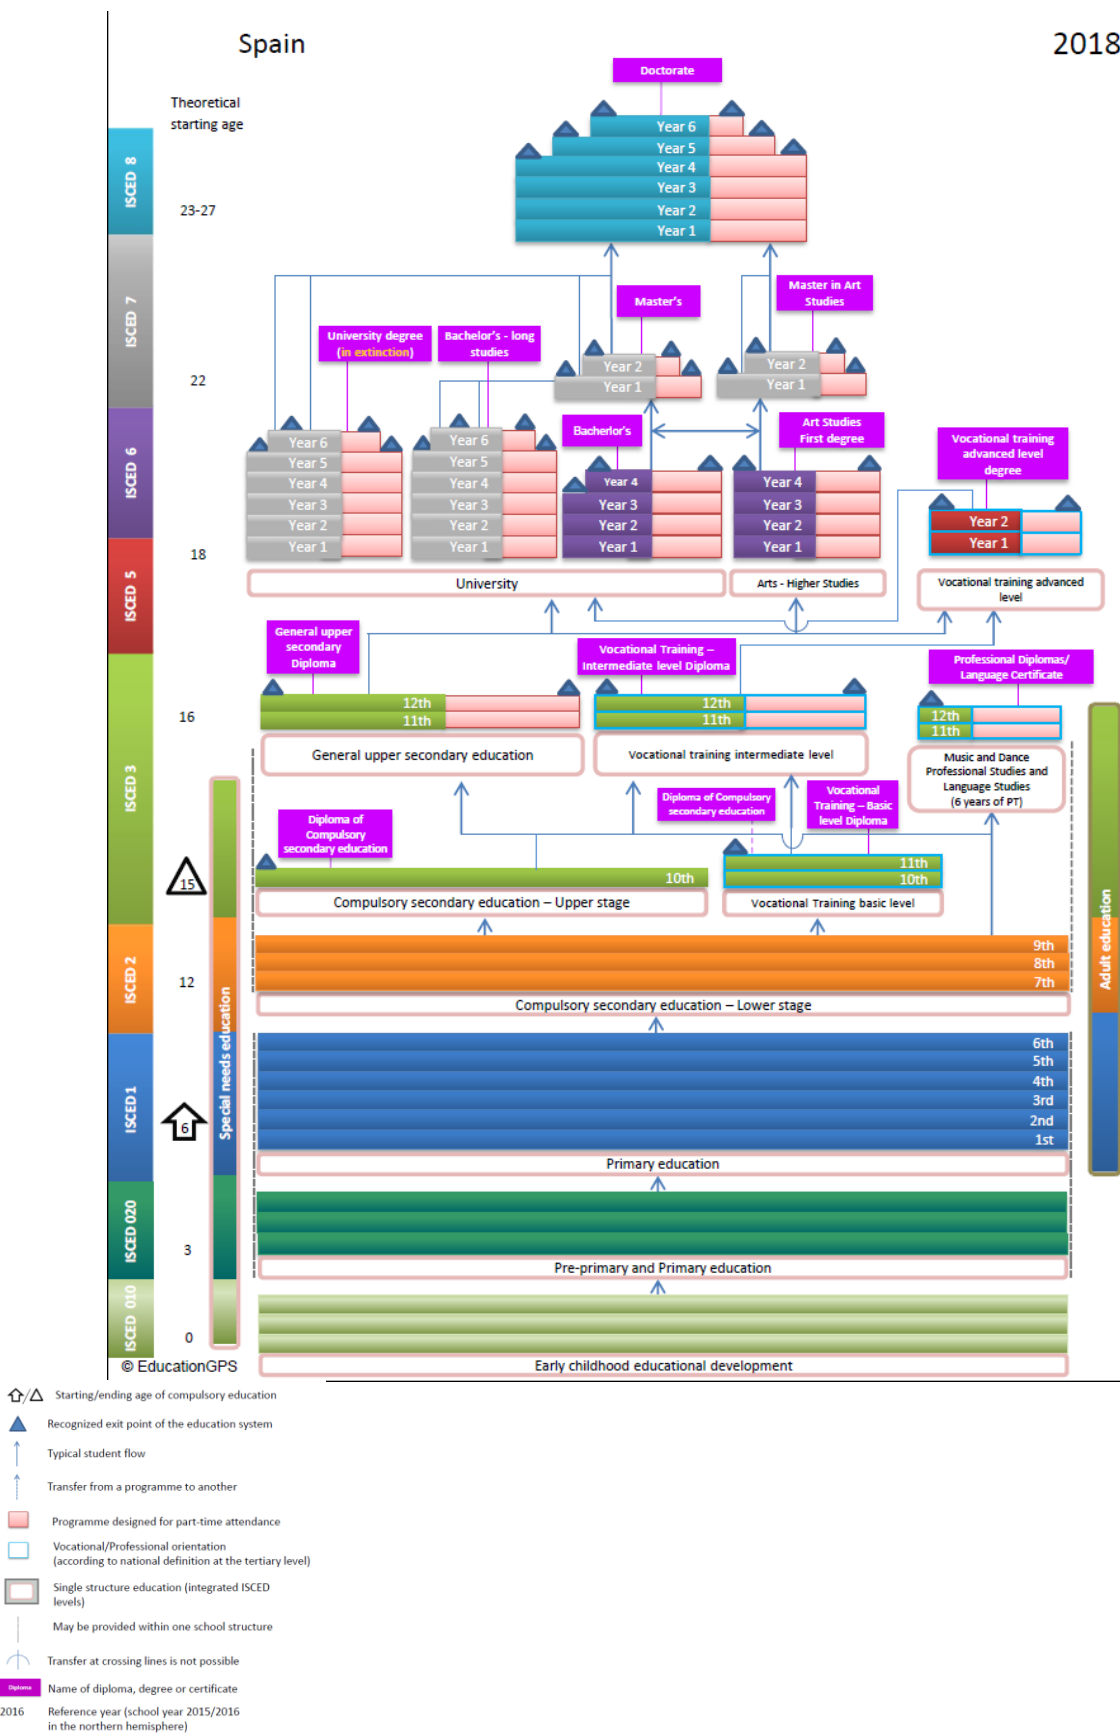 Spain
2018
Theoretical
starting age
Doctorate
Year 6
Year 5
Year 4
Year 3
Year 2
Year 1
ISCED 8
23-27
ISCED 7
22
Master's
Master in Art
Studies
University degree
(in extinction)
Bachelor's - long
studies
Year 2
Year 1
Year 2
Year 1
Bacherlor's
Art Studies
First degree
Vocational training
advanced level
degree
ISCED 6
Year 6
Year 5
Year 4
Year 3
Year 2
Year 1
Year 6
Year 5
Year 4
Year 3
Year 2
Year 1
Year 4
Year 3
Year 2
Year 1
Year 4
Year 3
Year 2
Year 1
Year 2
Year 1
18
ISCED 5
University
Arts - Higher Studies
Vocational training advanced
level
General upper
secondary
Diploma
Vocational Training –
Intermediate level Diploma
Professional Diplomas/
Language Certificate
ISCED 3
16
12th
11th
12th
11th
12th
11th
General upper secondary education
Vocational training intermediate level
Music and Dance
Professional Studies and
Language Studies
(6 years of PT)
Diploma of
Compulsory
secondary education
Diploma of Compulsory
secondary education
Vocational
Training – Basic
level Diploma
15
10th
11th
10th
Compulsory secondary education – Upper stage
Vocational Training basic level
ISCED 2
12
9th
8th
7th
Compulsory secondary education – Lower stage
Special needs education
Adult education
ISCED 1
6
6th
5th
4th
3rd
2nd
1st
Primary education
ISCED 020
3
Pre-primary and Primary education
ISCED 010
0
Early childhood educational development
© EducationGPS
Starting/ending age of compulsory education
Recognized exit point of the education system
Typical student flow
Transfer from a programme to another
Programme designed for part-time attendance
Vocational/Professional orientation
(according to national definition at the tertiary level)
Single structure education (integrated ISCED
levels)
May be provided within one school structure
Transfer at crossing lines is not possible
Diploma
Name of diploma, degree or certificate
2016
Reference year (school year 2015/2016
in the northern hemisphere)